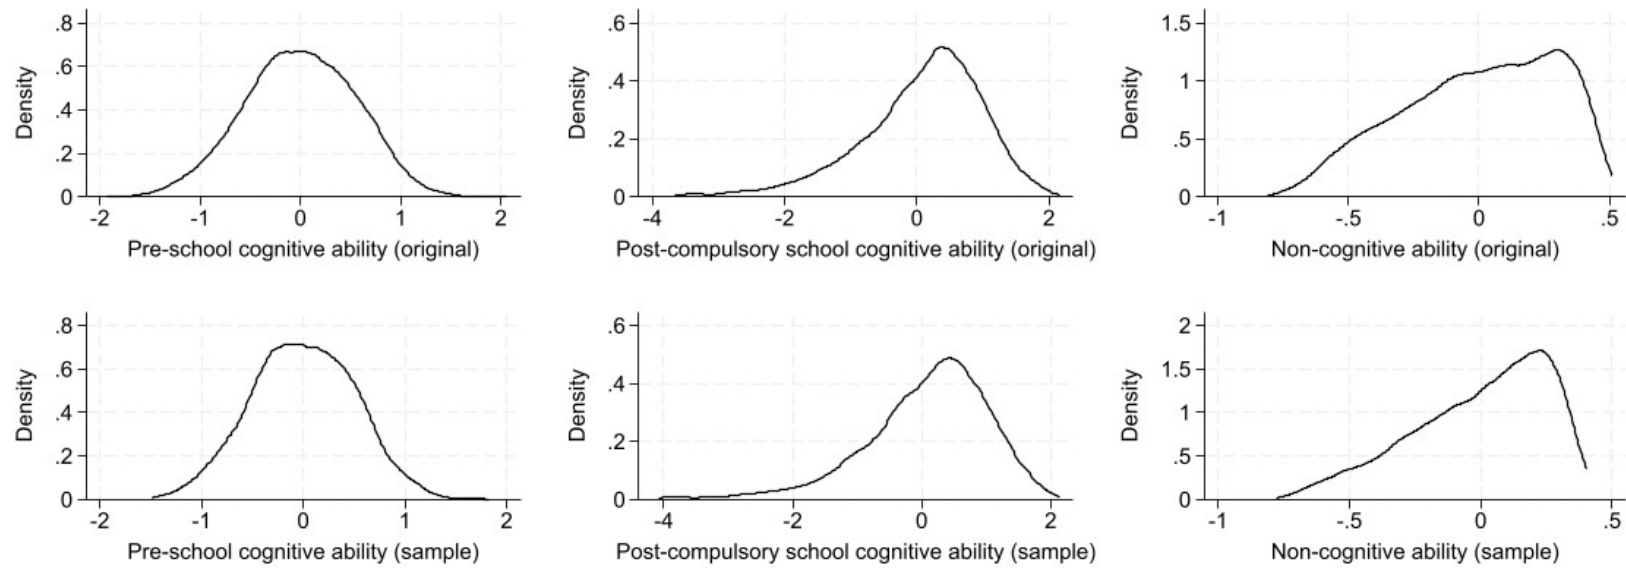 .8
.6
.4
.2
0
Density
-2 -1 0 1 2
Pre-school cognitive ability (original)
.6
.4
.2
0
Density
-4 -2 0 2
Post-compulsory school cognitive ability (original)
1.5
1
.5
0
Density
-1 -.5 0 .5
Non-cognitive ability (original)
.8
.6
.4
.2
0
Density
-2 -1 0 1 2
Pre-school cognitive ability (sample)
.6
.4
.2
0
Density
-4 -2 0 2
Post-compulsory school cognitive ability (sample)
2
1.5
1
.5
0
Density
-1 -.5 0 .5
Non-cognitive ability (sample)